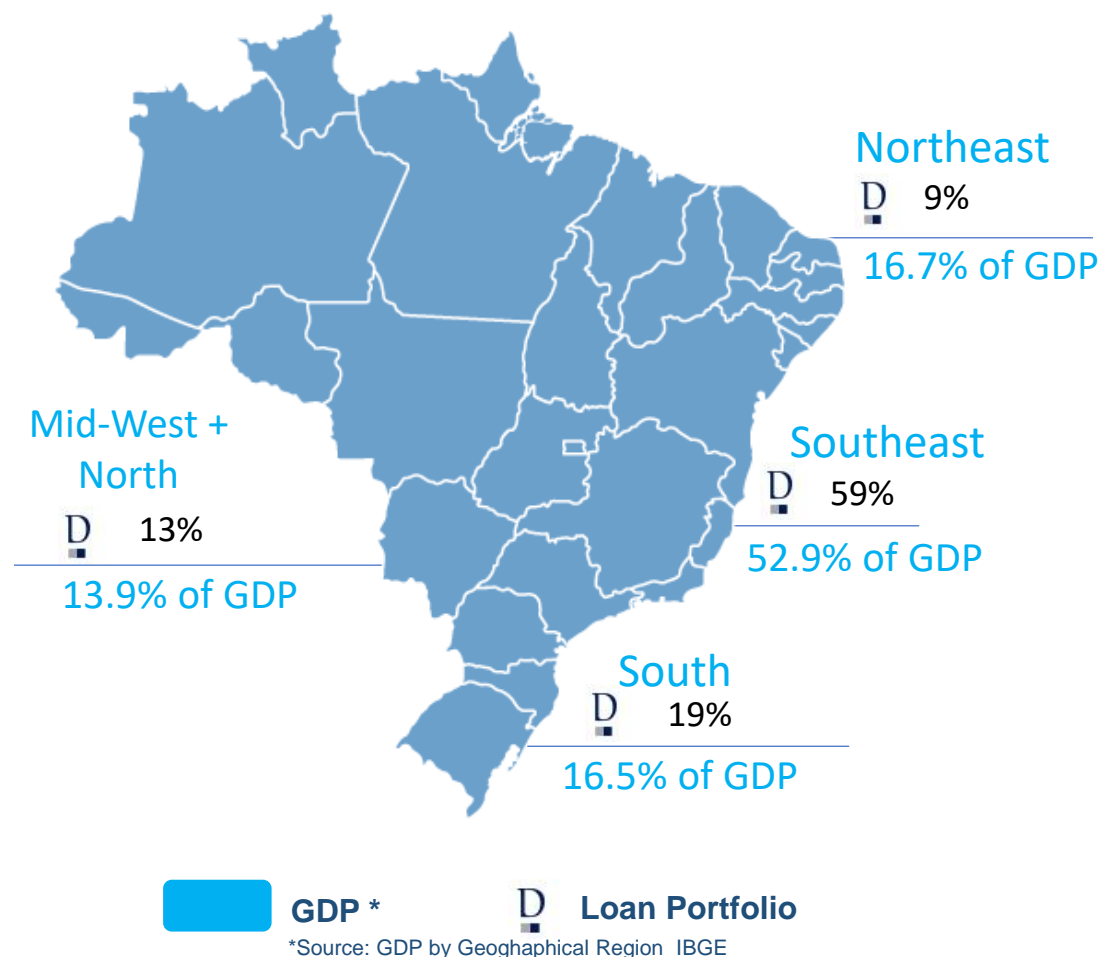 Northeast
D 9%
16.7% of GDP
Mid-West +
North
D 13%
13.9% of GDP
Southeast
D 59%
52.9% of GDP
South
D 19%
16.5% of GDP
GDP * D Loan Portfolio
*Source: GDP by Geoghaphical Region IBGE